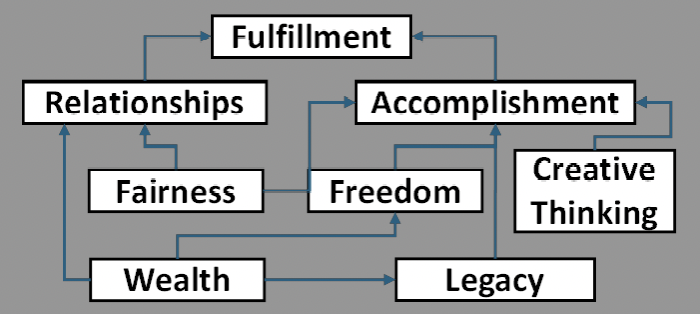 Fulfillment
Relationships
Accomplishment
Fairness
Freedom
Creative
Thinking
Wealth
Legacy